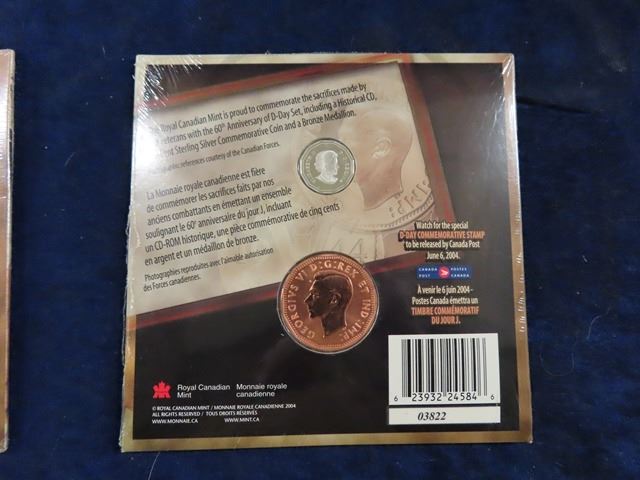 Royal Canadian Mint is proud to commemorate the sacrifices made by
veterans with the 60th Anniversary of D-Day Set, including a Historical CD,
Sterling Silver Commemorative Coin and a Bronze Medallion.
references courtesy of the Canadian Forces.
La Monnaie royale canadienne est fière
de commémorer les sacrifices faits par nos
anciens combattants en émettant un ensemble
soulignant le 60e anniversaire du jour J, incluant
un CD-ROM historique, une pièce commémorative de cinq cents
en argent et un médaillon de bronze.
Photographies reproduites avec l'aimable autorisation
des Forces canadiennes.
Watch for the special
D-DAY COMMEMORATIVE STAMP
to be released by Canada Post
June 6, 2004.
CANADA POST
POSTES CANADA
À venir le 6 juin 2004 -
Postes Canada émettra un
TIMBRE COMMÉMORATIF
DU JOUR J.
GEORGIVS VI D:G:REX ET IND:IMP:
Royal Canadian Mint
Monnaie royale canadienne
© ROYAL CANADIAN MINT / MONNAIE ROYALE CANADIENNE 2004
ALL RIGHTS RESERVED / TOUS DROITS RÉSERVÉS
WWW.MONNAIE.CA
WWW.MINT.CA
6 23932 24584 6
03822